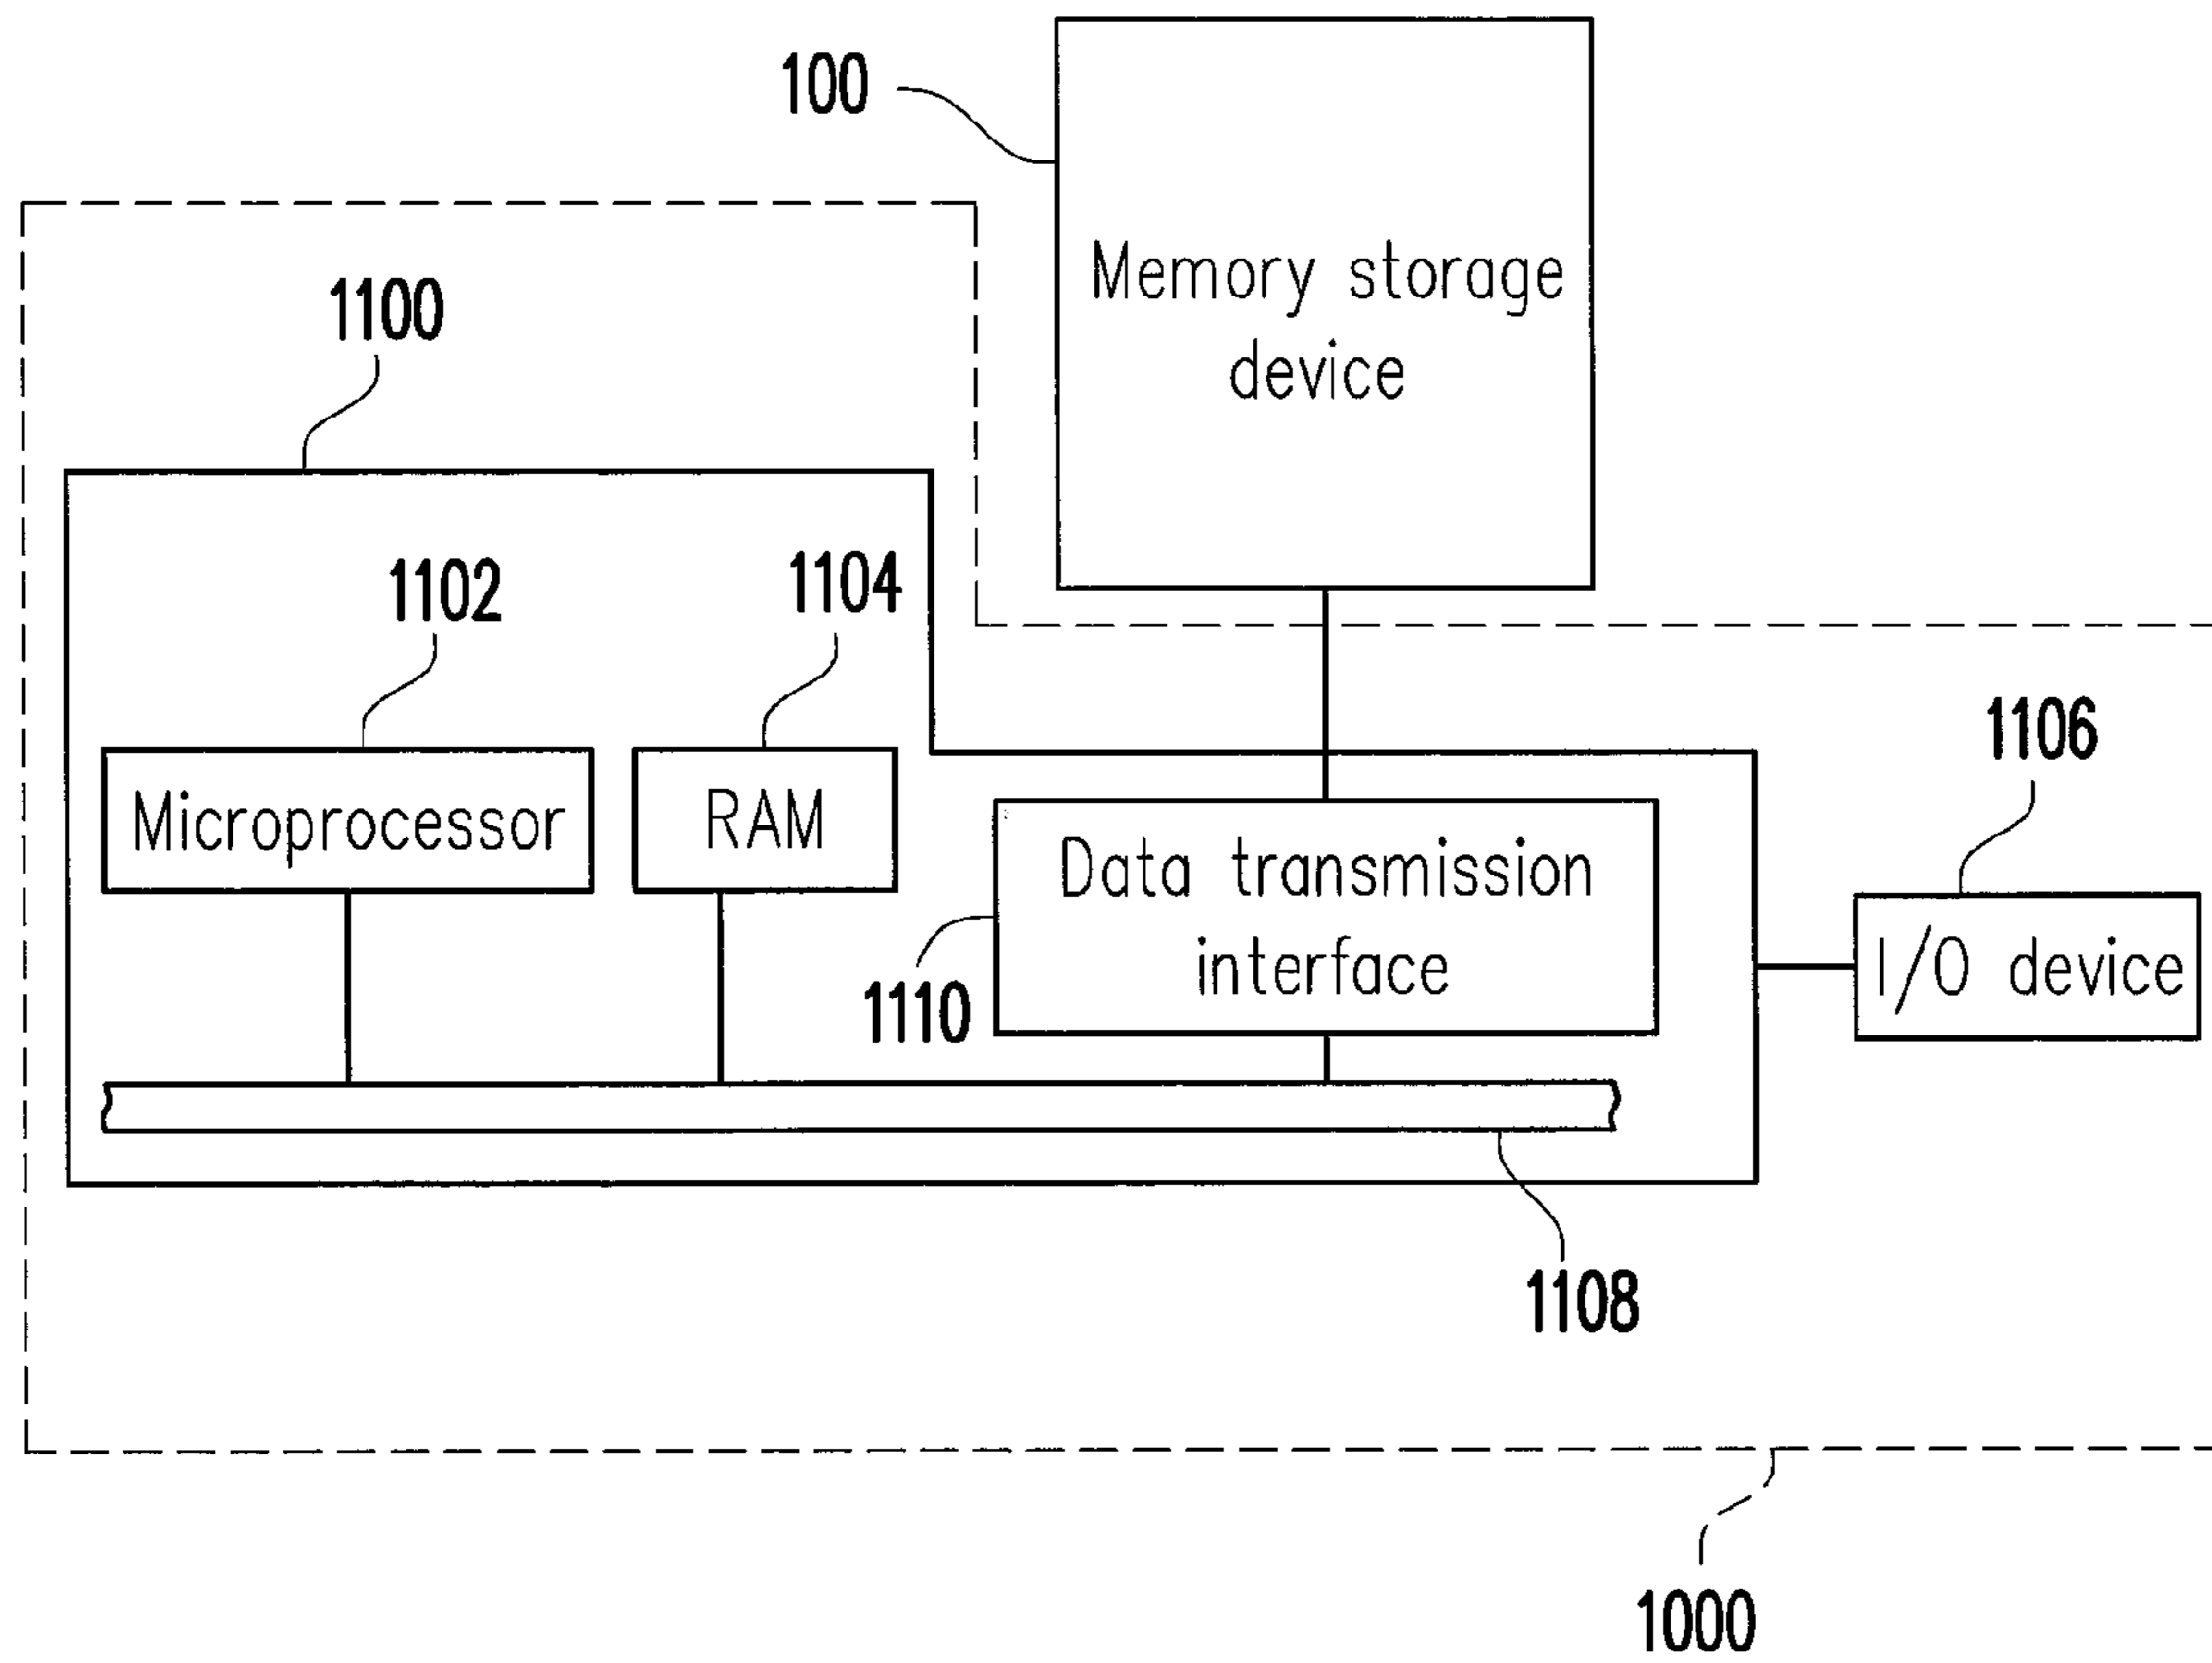 100
Memory storage
device
1100
1102
1104
1106
Microprocessor
RAM
Data transmission
interface
1110
I/O device
1108
1000